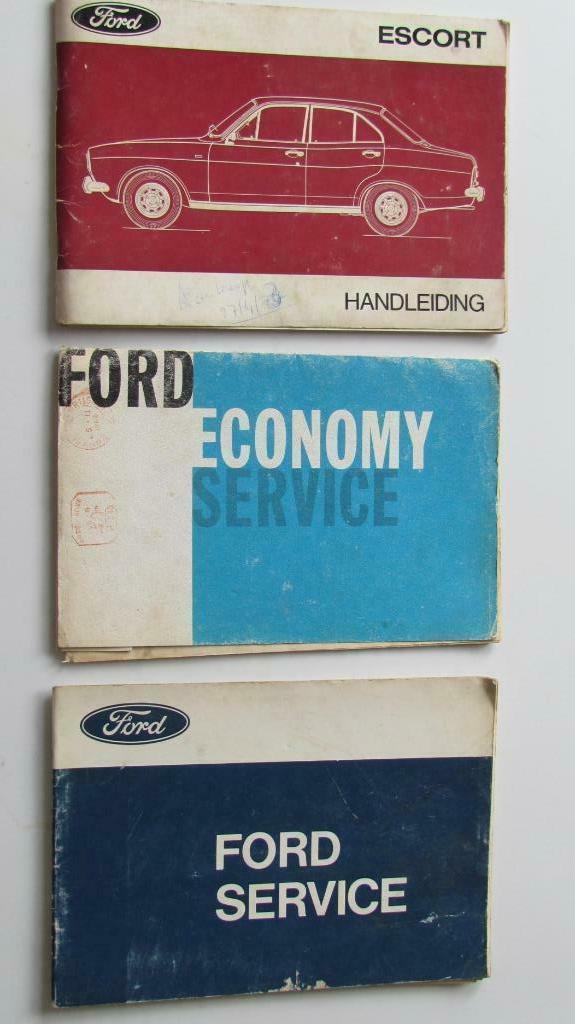 Ford
ESCORT
HANDLEIDING
FORD
ECONOMY
SERVICE
Ford
FORD
SERVICE